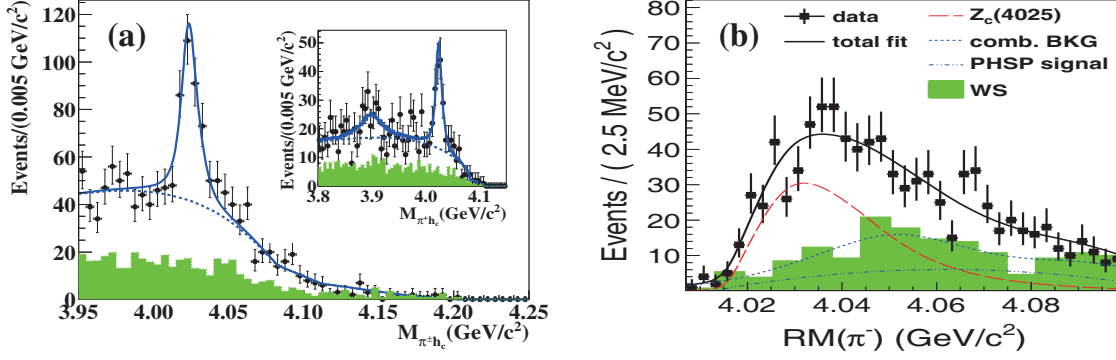 (a)
Events/(0.005 GeV/c²)
120
100
80
60
40
20
0
3.95 4.00 4.05 4.10 4.15 4.20 4.25
M_{π±h_c}(GeV/c²)
Events/(0.005 GeV/c²)
50
40
30
20
10
0
3.8 3.9 4.0 4.1
M_{π⁺h_c}(GeV/c²)
(b)
Events / ( 2.5 MeV/c² )
80
70
60
50
40
30
20
10
4.02 4.04 4.06 4.08
RM(π⁻) (GeV/c²)
data
total fit
Z_c(4025)
comb. BKG
PHSP signal
WS